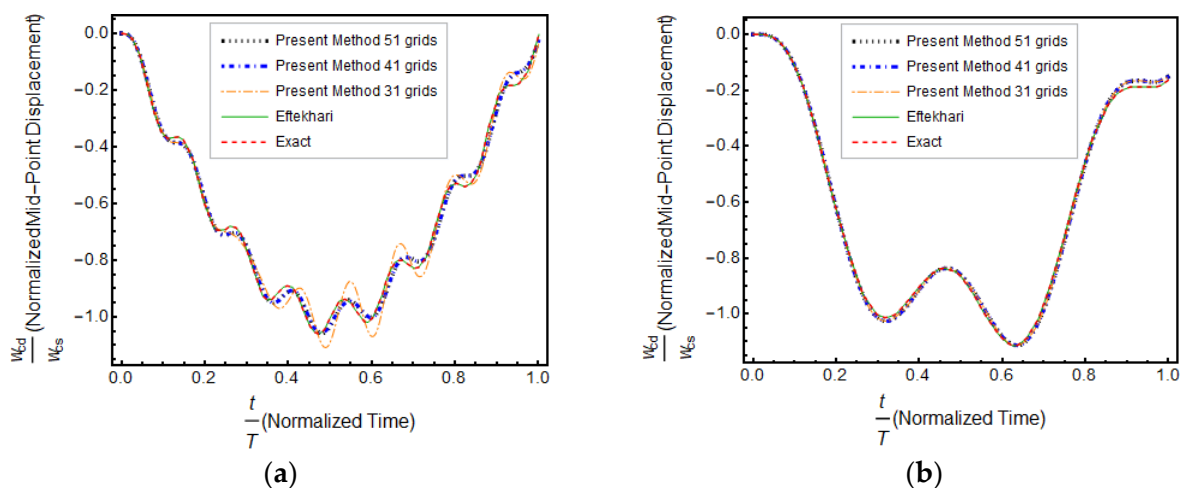 0.0
−0.2
−0.4
−0.6
−0.8
−1.0
w_cd/w_cs (Normalized Mid−Point Displacement)
Present Method 51 grids
Present Method 41 grids
Present Method 31 grids
Eftekhari
Exact
0.0 0.2 0.4 0.6 0.8 1.0
t/T (Normalized Time)
(a)
0.0
−0.2
−0.4
−0.6
−0.8
−1.0
w_cd/w_cs (Normalized Mid−Point Displacement)
Present Method 51 grids
Present Method 41 grids
Present Method 31 grids
Eftekhari
Exact
0.0 0.2 0.4 0.6 0.8 1.0
t/T (Normalized Time)
(b)